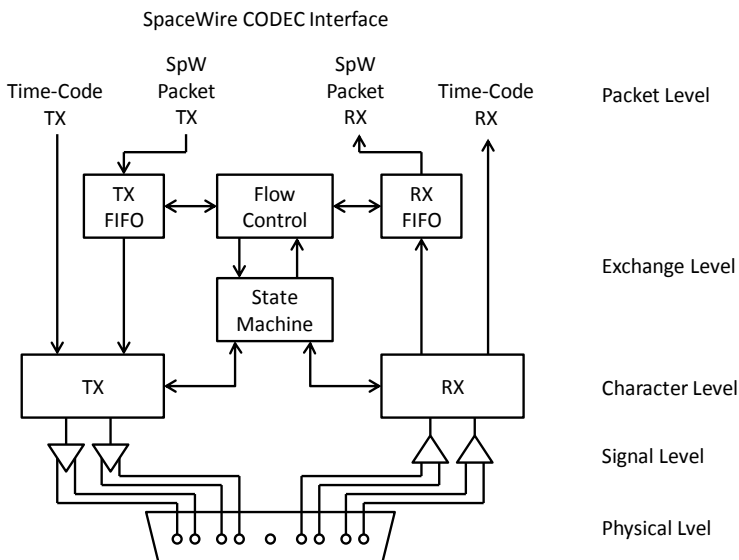 SpaceWire CODEC Interface
SpW
Packet
TX
SpW
Packet
RX
Time-Code
TX
Time-Code
RX
Packet Level
TX
FIFO
Flow
Control
RX
FIFO
Exchange Level
State
Machine
TX
RX
Character Level
Signal Level
Physical Lvel